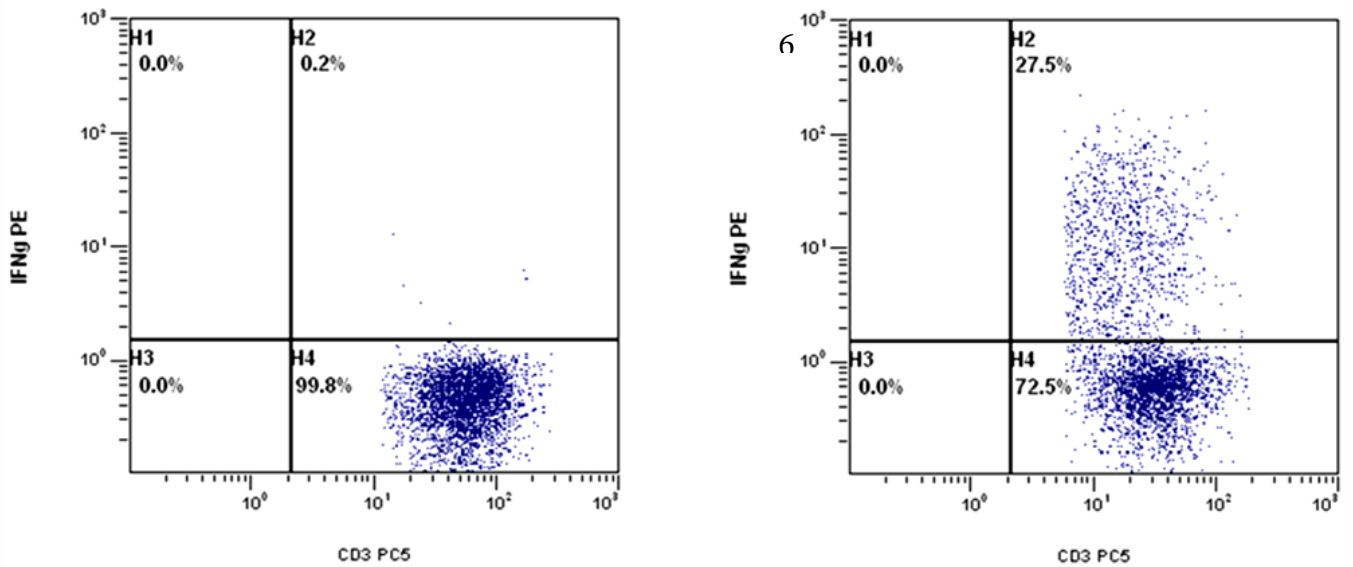 10³
H1
0.0%
H2
0.2%
10²
IFNg PE
10¹
10⁰
H3
0.0%
H4
99.8%
10⁰ 10¹ 10² 10³
CD3 PC5
6
10³
H1
0.0%
H2
27.5%
10²
IFNg PE
10¹
10⁰
H3
0.0%
H4
72.5%
10⁰ 10¹ 10² 10³
CD3 PC5